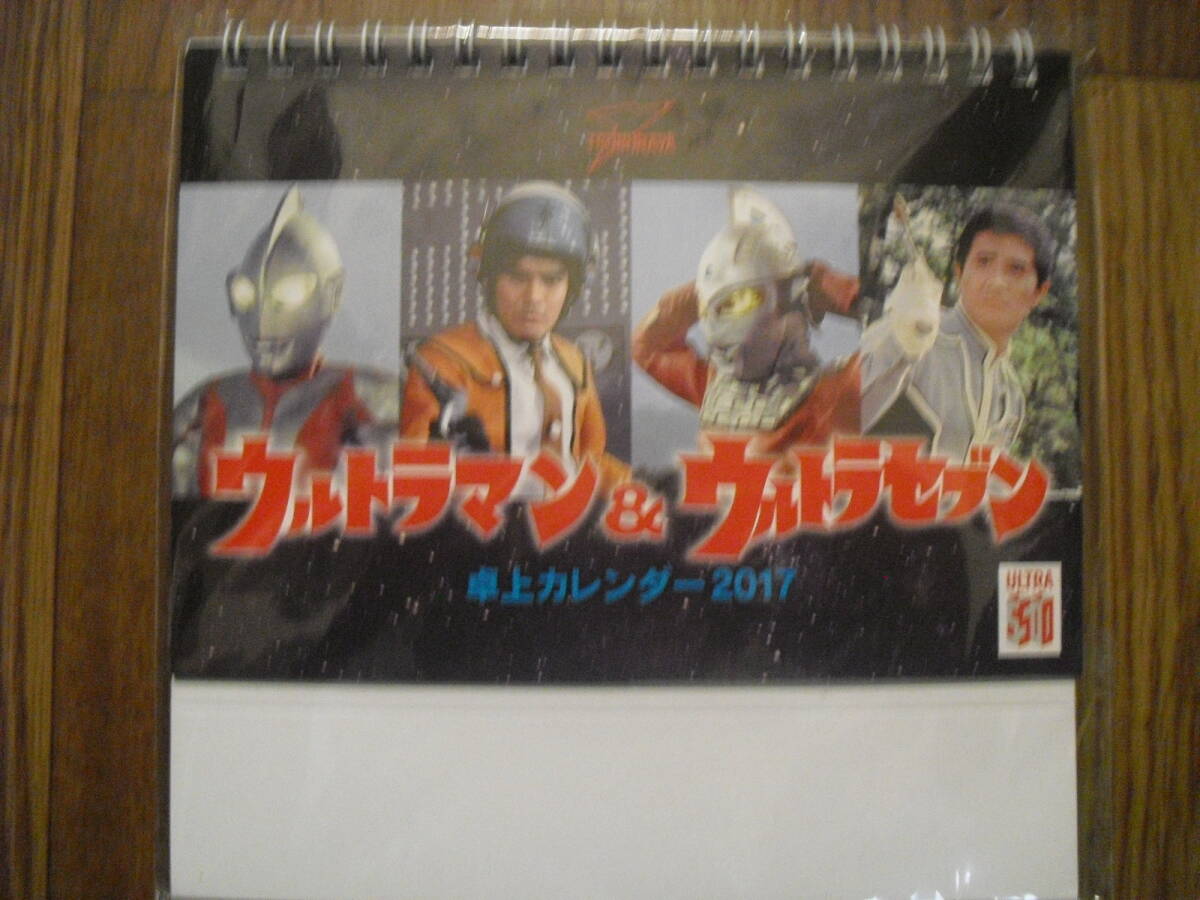 TSUBURAYA
ウルトラマン & ウルトラセブン
卓上カレンダー2017
ULTRA
50